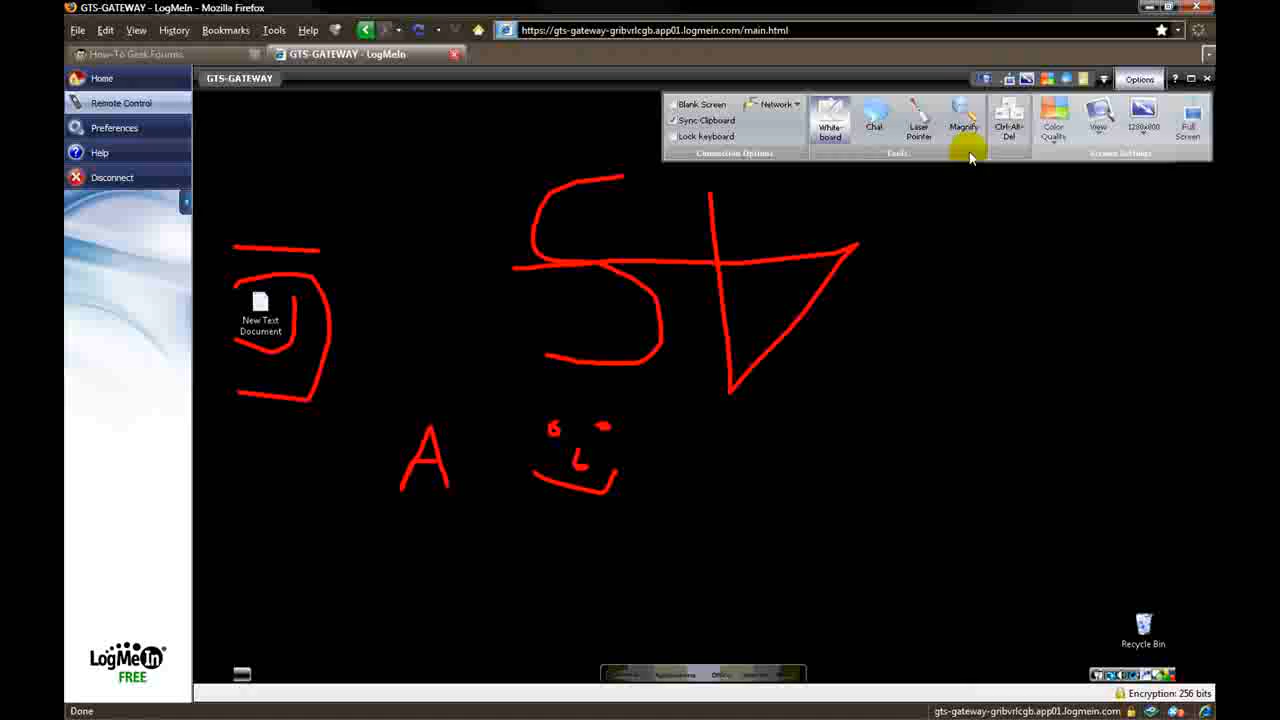 GTS-GATEWAY - LogMeIn - Mozilla Firefox
File Edit View History Bookmarks Tools Help
https://gts-gateway-gribvrlcgb.app01.logmein.com/main.html
How-To Geek Forums
GTS-GATEWAY - LogMeIn
Home
GTS-GATEWAY
Options
Remote Control
Preferences
Help
Disconnect
Blank Screen
Network
Sync Clipboard
Lock keyboard
Connection Options
White-
board
Chat
Laser
Pointer
Magnify
Tools
Ctrl-Alt-
Del
Color
Quality
View
1280x800
Full
Screen
Screen Settings
New Text
Document
A
Recycle Bin
LogMeIn
FREE
Encryption: 256 bits
Done
gts-gateway-gribvrlcgb.app01.logmein.com